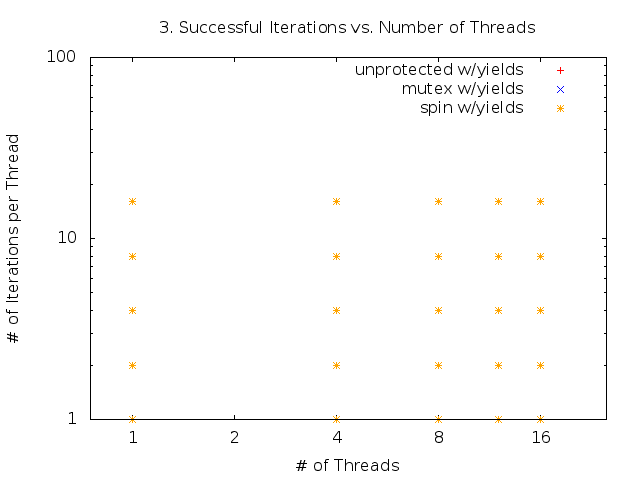 3. Successful Iterations vs. Number of Threads
unprotected w/yields
mutex w/yields
spin w/yields
100
10
1
# of Iterations per Thread
1 2 4 8 16
# of Threads